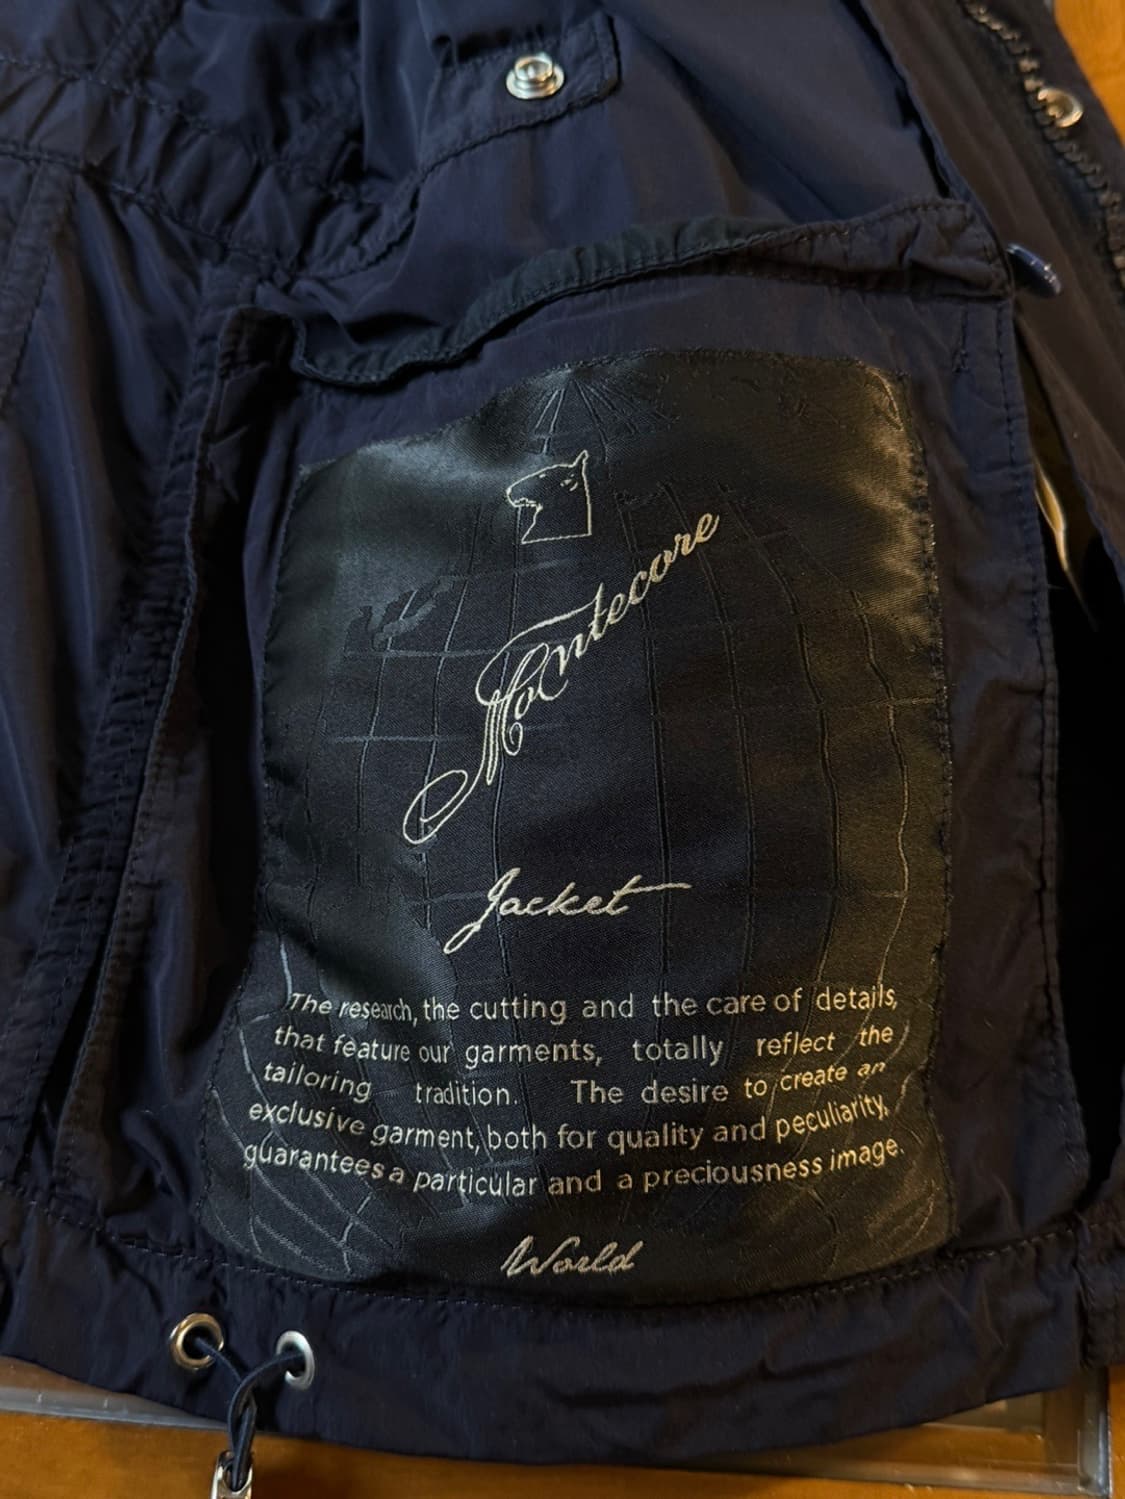 Montecore
Jacket
The research, the cutting and the care of details,
that feature our garments, totally reflect the
tailoring tradition. The desire to create an
exclusive garment, both for quality and peculiarity,
guarantees a particular and a preciousness image.
World